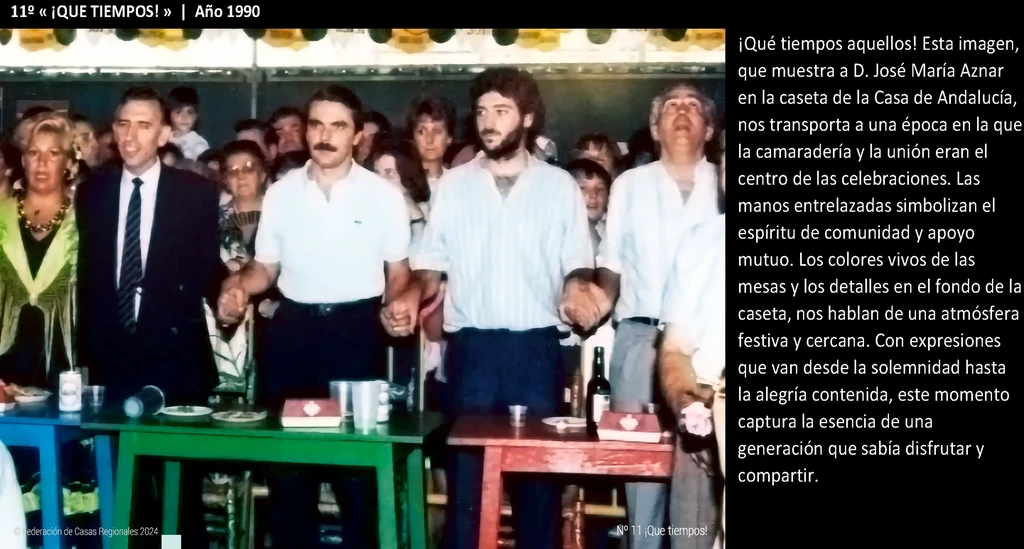 11º « ¡QUE TIEMPOS! » | Año 1990
¡Qué tiempos aquellos! Esta imagen,
que muestra a D. José María Aznar
en la caseta de la Casa de Andalucía,
nos transporta a una época en la que
la camaradería y la unión eran el
centro de las celebraciones. Las
manos entrelazadas simbolizan el
espíritu de comunidad y apoyo
mutuo. Los colores vivos de las
mesas y los detalles en el fondo de la
caseta, nos hablan de una atmósfera
festiva y cercana. Con expresiones
que van desde la solemnidad hasta
la alegría contenida, este momento
captura la esencia de una
generación que sabía disfrutar y
compartir.
© Federación de Casas Regionales 2024
Nº 11 ¡Que tiempos!